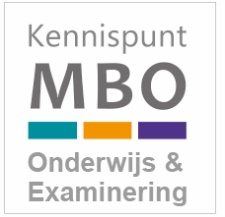 Kennispunt
MBO
Onderwijs &
Examinering